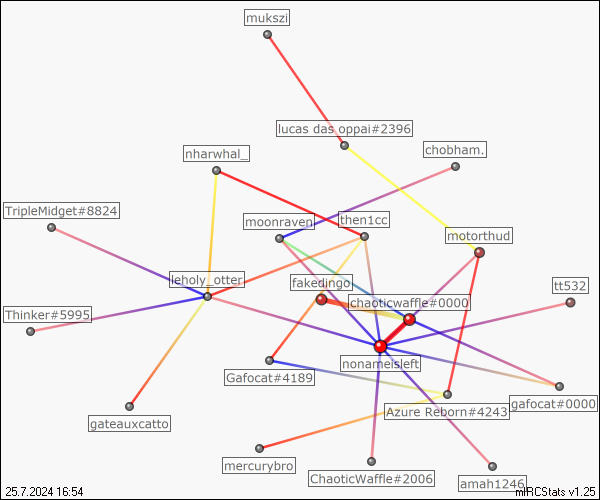 mukszi
lucas das oppai#2396
chobham.
nharwhal_
TripleMidget#8824
moonraven
then1cc
motorthud
leholy_otter
fakedingo
tt532
chaoticwaffle#0000
Thinker#5995
nonameisleft
Gafocat#4189
gafocat#0000
Azure Reborn#4243
gateauxcatto
mercurybro
ChaoticWaffle#2006
amah1246
25.7.2024 16:54
mIRCStats v1.25